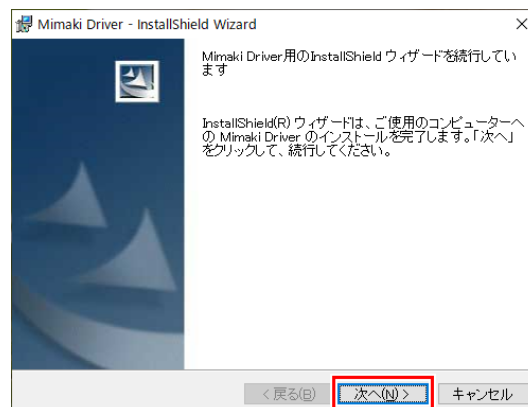 Mimaki Driver - InstallShield Wizard
Mimaki Driver用のInstallShield ウィザードを続行してい
ます
InstallShield(R) ウィザードは、ご使用のコンピューターへ
の Mimaki Driver のインストールを完了します。「次へ」
をクリックして、続行してください。
< 戻る(B)
次へ(N) >
キャンセル